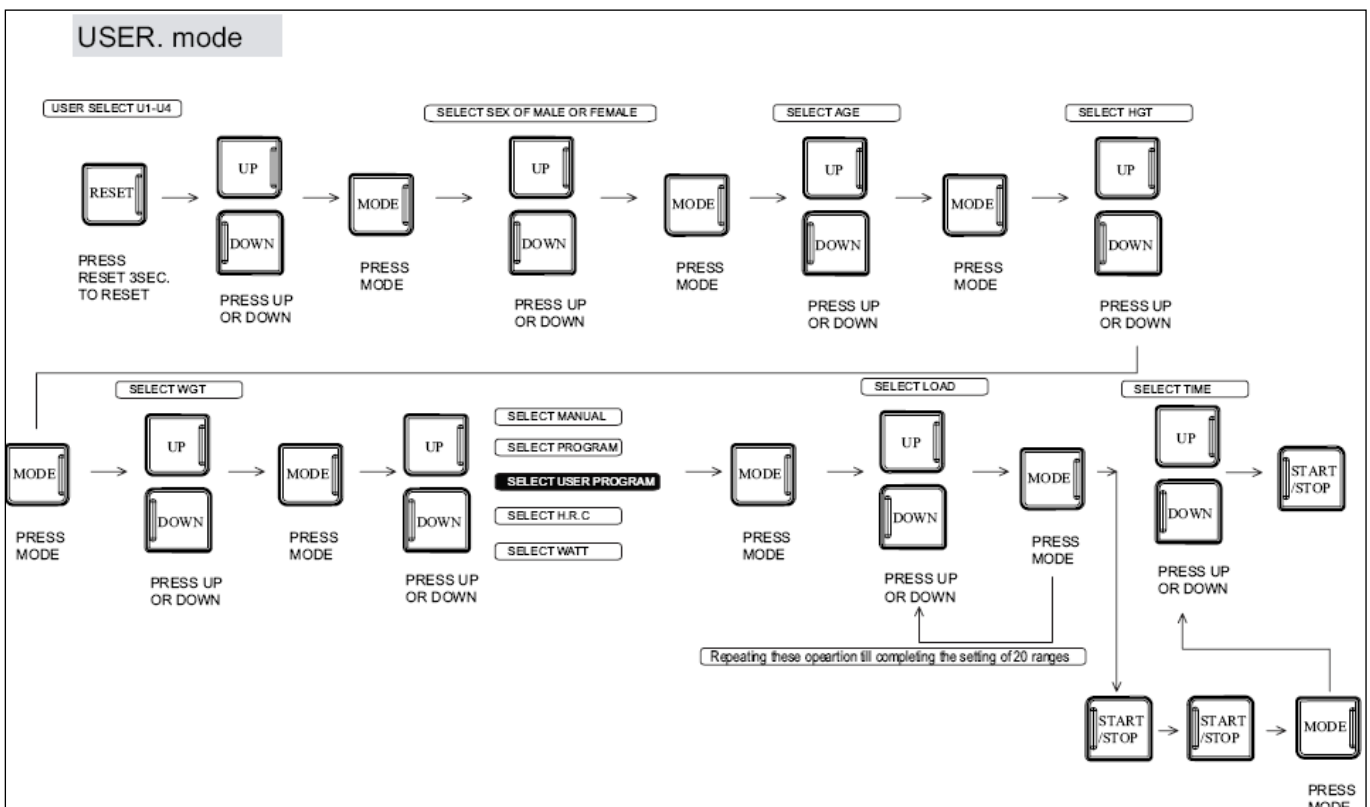 USER. mode
USER SELECT U1-U4
SELECT SEX OF MALE OR FEMALE
SELECT AGE
SELECT HGT
RESET
UP
DOWN
MODE
UP
DOWN
MODE
UP
DOWN
MODE
UP
DOWN
PRESS
RESET 3SEC.
TO RESET
PRESS UP
OR DOWN
PRESS
MODE
PRESS UP
OR DOWN
PRESS
MODE
PRESS UP
OR DOWN
PRESS
MODE
PRESS UP
OR DOWN
SELECT WGT
SELECT LOAD
SELECT TIME
MODE
UP
DOWN
MODE
UP
DOWN
SELECT MANUAL
SELECT PROGRAM
SELECT USER PROGRAM
SELECT H.R.C
SELECT WATT
MODE
UP
DOWN
MODE
UP
DOWN
START
/STOP
PRESS
MODE
PRESS UP
OR DOWN
PRESS
MODE
PRESS UP
OR DOWN
PRESS
MODE
PRESS UP
OR DOWN
PRESS
MODE
PRESS UP
OR DOWN
Repeating these opeartion till completing the setting of 20 ranges
START
/STOP
START
/STOP
MODE
PRESS
MODE